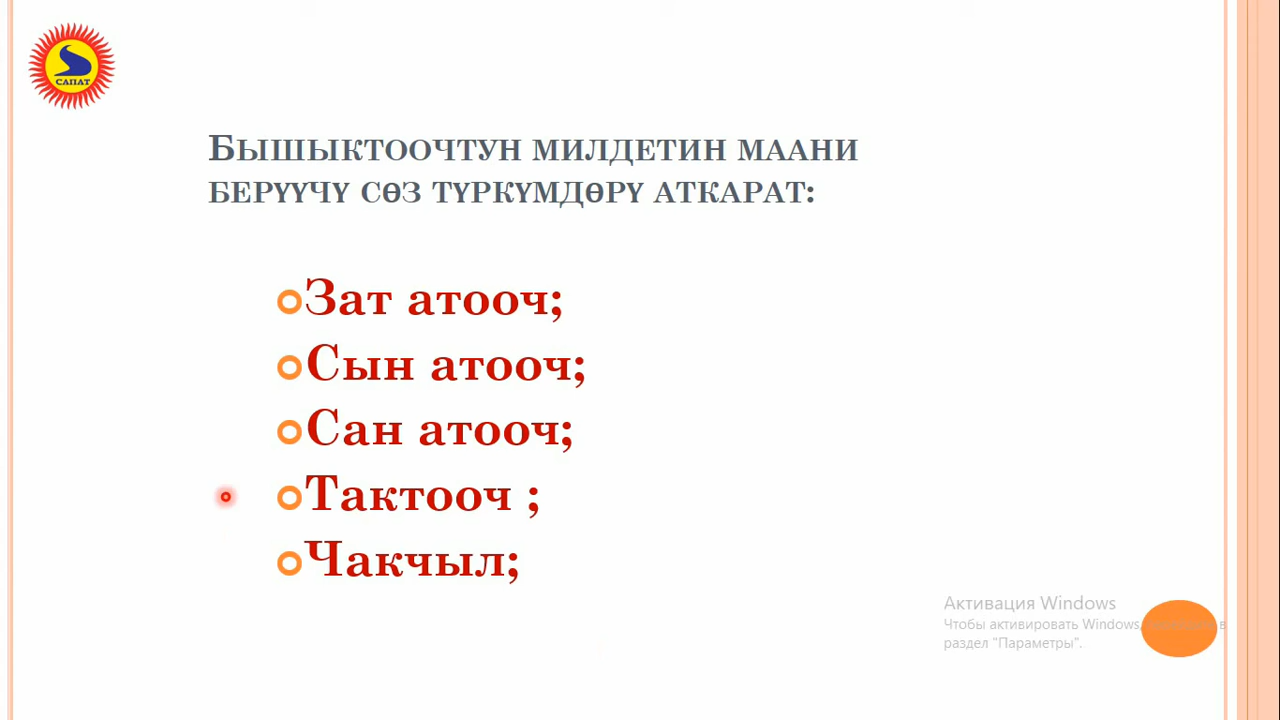 САПАТ
Бышыктоочтун милдетин маани
берүүчү сөз түркүмдөрү аткарат:
Зат атооч;
Сын атооч;
Сан атооч;
Тактооч ;
Чакчыл;
Активация Windows
Чтобы активировать Windows, в
раздел "Параметры".